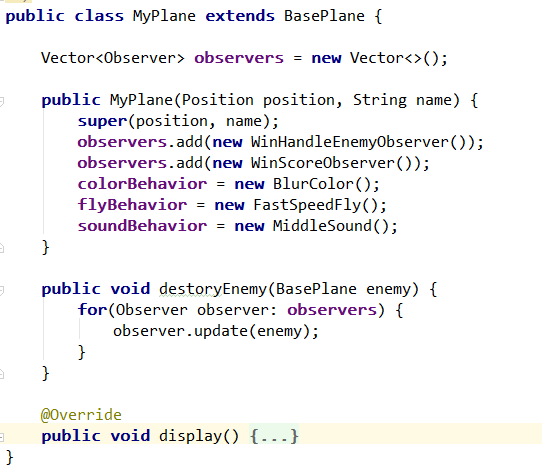 public class MyPlane extends BasePlane {
Vector<Observer> observers = new Vector<>();
public MyPlane(Position position, String name) {
super(position, name);
observers.add(new WinHandleEnemyObserver());
observers.add(new WinScoreObserver());
colorBehavior = new BlurColor();
flyBehavior = new FastSpeedFly();
soundBehavior = new MiddleSound();
}
public void destoryEnemy(BasePlane enemy) {
for(Observer observer: observers) {
observer.update(enemy);
}
}
@Override
public void display() {...}
}